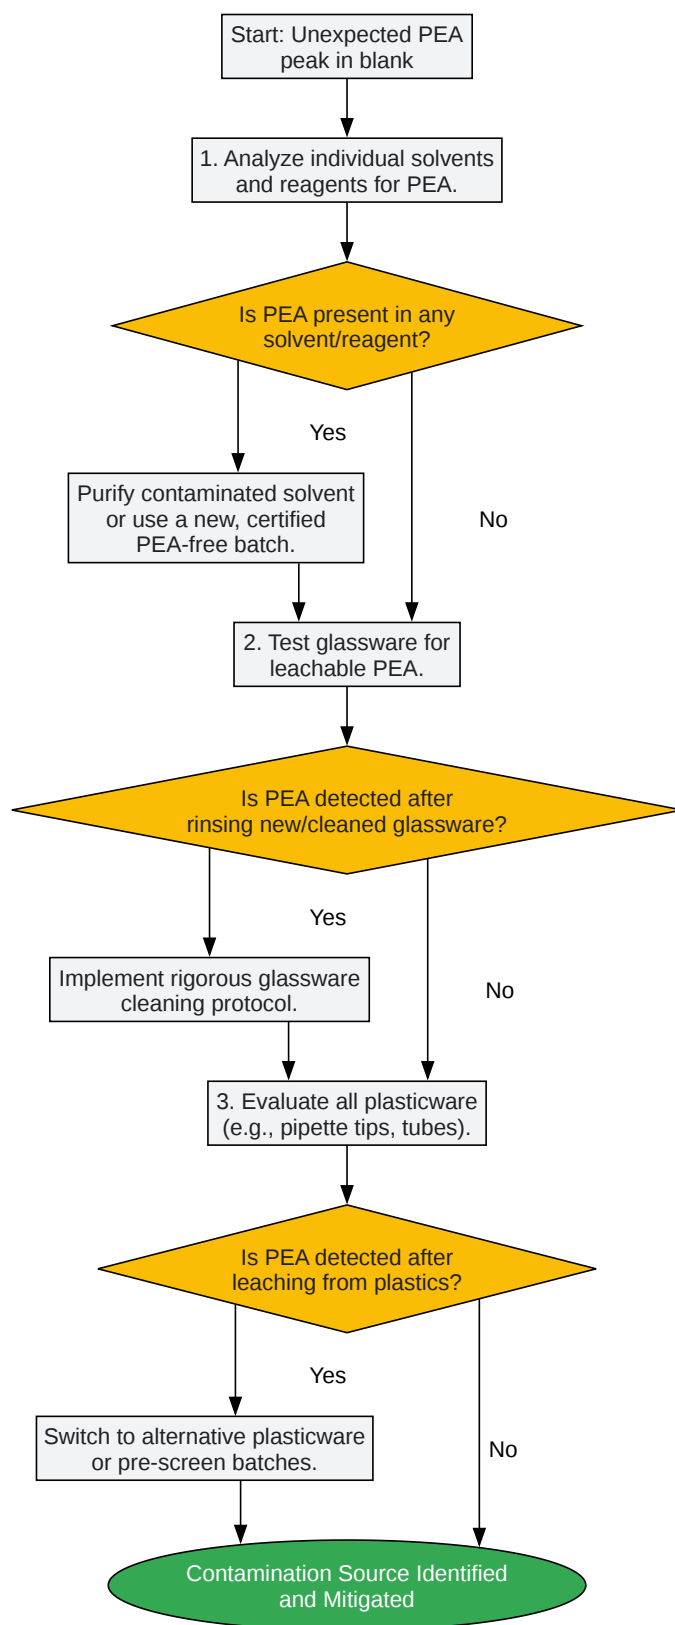 Start: Unexpected PEA
peak in blank
1. Analyze individual solvents
and reagents for PEA.
Is PEA present in any
solvent/reagent?
Yes
Purify contaminated solvent
or use a new, certified
PEA-free batch.
No
2. Test glassware for
leachable PEA.
Is PEA detected after
rinsing new/cleaned glassware?
Yes
Implement rigorous glassware
cleaning protocol.
No
3. Evaluate all plasticware
(e.g., pipette tips, tubes).
Is PEA detected after
leaching from plastics?
Yes
Switch to alternative plasticware
or pre-screen batches.
No
Contamination Source Identified
and Mitigated